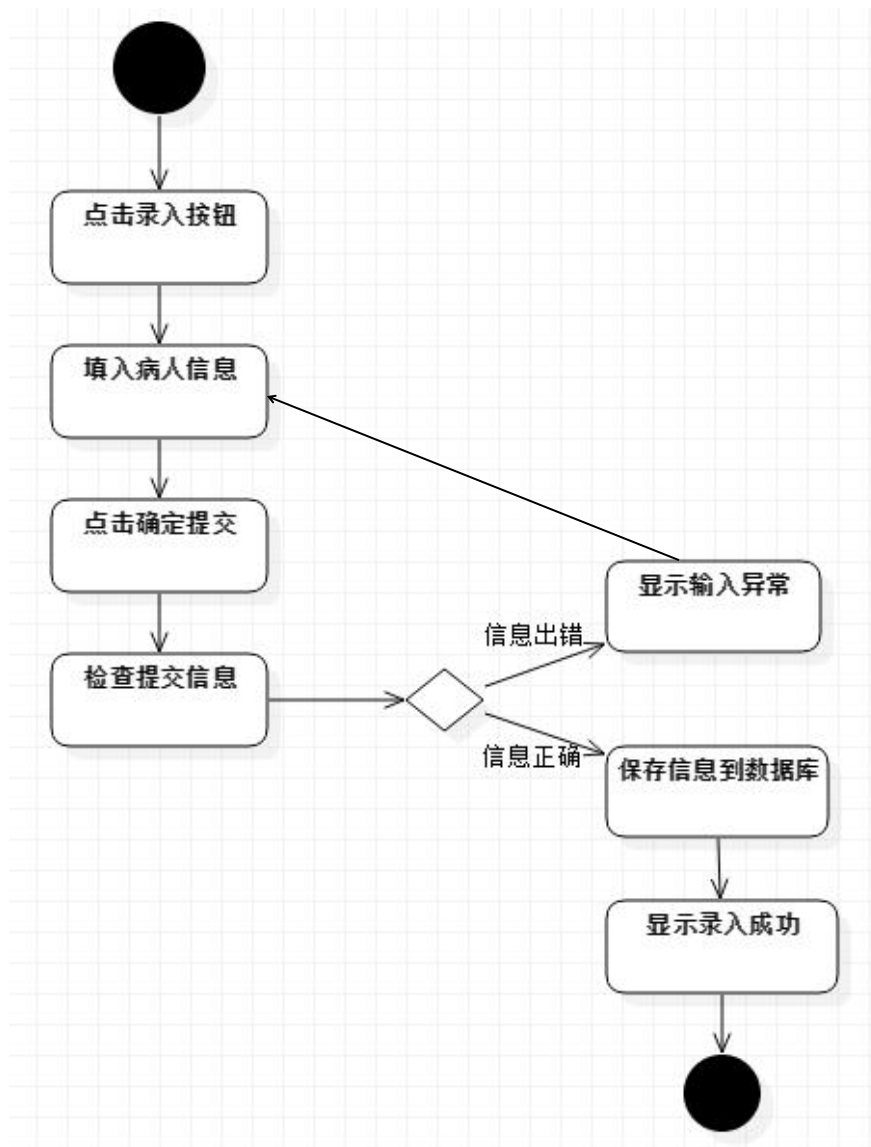 点击录入按钮
填入病人信息
点击确定提交
显示输入异常
信息出错
检查提交信息
信息正确
保存信息到数据库
显示录入成功